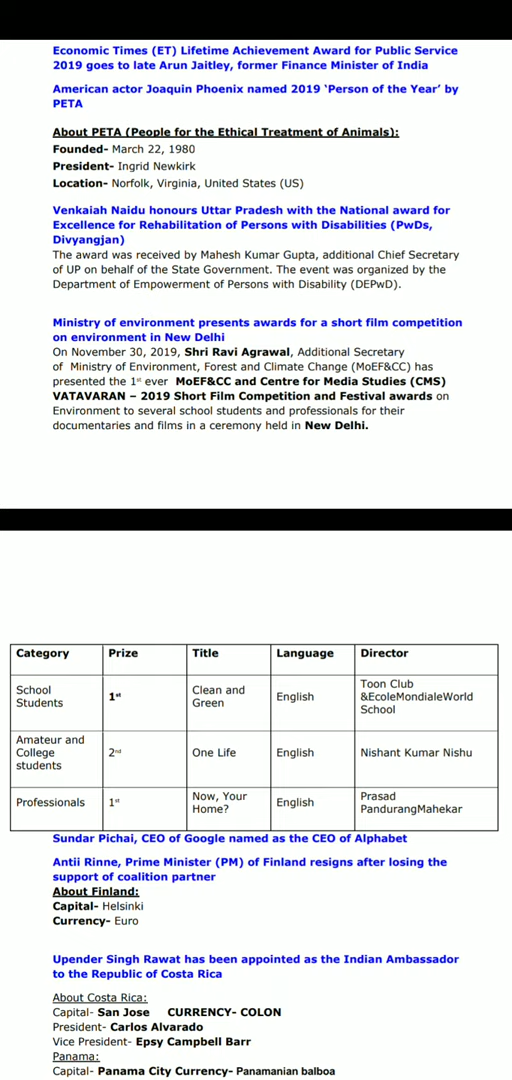 Economic Times (ET) Lifetime Achievement Award for Public Service
2019 goes to late Arun Jaitley, former Finance Minister of India
American actor Joaquin Phoenix named 2019 ‘Person of the Year’ by
PETA
About PETA (People for the Ethical Treatment of Animals):
Founded- March 22, 1980
President- Ingrid Newkirk
Location- Norfolk, Virginia, United States (US)
Venkaiah Naidu honours Uttar Pradesh with the National award for
Excellence for Rehabilitation of Persons with Disabilities (PwDs,
Divyangjan)
The award was received by Mahesh Kumar Gupta, additional Chief Secretary
of UP on behalf of the State Government. The event was organized by the
Department of Empowerment of Persons with Disability (DEPwD).
Ministry of environment presents awards for a short film competition
on environment in New Delhi
On November 30, 2019, Shri Ravi Agrawal, Additional Secretary
of Ministry of Environment, Forest and Climate Change (MoEF&CC) has
presented the 1st ever MoEF&CC and Centre for Media Studies (CMS)
VATAVARAN – 2019 Short Film Competition and Festival awards on
Environment to several school students and professionals for their
documentaries and films in a ceremony held in New Delhi.
Category Prize Title Language Director
School Students 1st Clean and Green English Toon Club &EcoleMondialeWorld School
Amateur and College students 2nd One Life English Nishant Kumar Nishu
Professionals 1st Now, Your Home? English Prasad PandurangMahekar
Sundar Pichai, CEO of Google named as the CEO of Alphabet
Antii Rinne, Prime Minister (PM) of Finland resigns after losing the
support of coalition partner
About Finland:
Capital- Helsinki
Currency- Euro
Upender Singh Rawat has been appointed as the Indian Ambassador
to the Republic of Costa Rica
About Costa Rica:
Capital- San Jose CURRENCY- COLON
President- Carlos Alvarado
Vice President- Epsy Campbell Barr
Panama:
Capital- Panama City Currency- Panamanian balboa